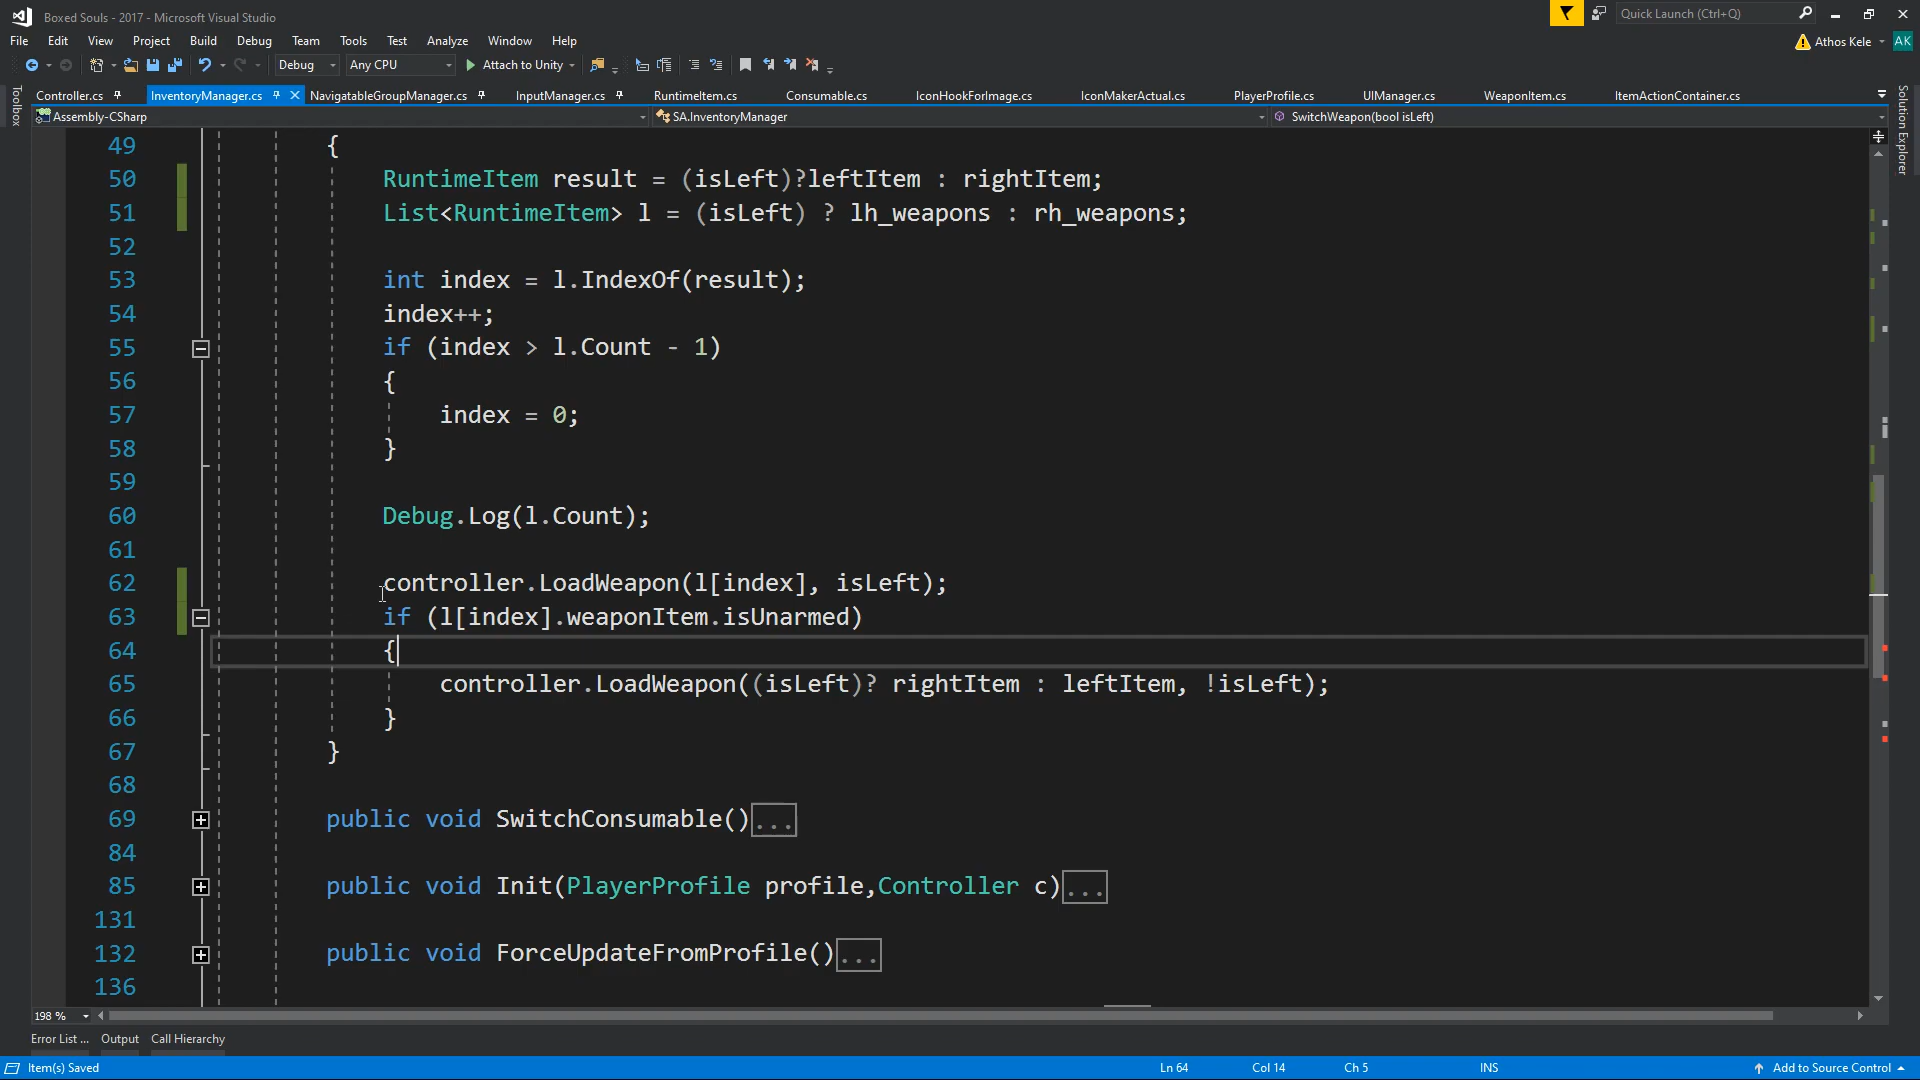 Boxed Souls - 2017 - Microsoft Visual Studio
Quick Launch (Ctrl+Q)
File Edit View Project Build Debug Team Tools Test Analyze Window Help
Athos Kele AK
Debug Any CPU Attach to Unity
Toolbox
Solution Explorer
Controller.cs InventoryManager.cs NavigatableGroupManager.cs InputManager.cs RuntimeItem.cs Consumable.cs IconHookForImage.cs IconMakerActual.cs PlayerProfile.cs UIManager.cs WeaponItem.cs ItemActionContainer.cs
Assembly-CSharp SA.InventoryManager SwitchWeapon(bool isLeft)
49 {
50 RuntimeItem result = (isLeft)?leftItem : rightItem;
51 List<RuntimeItem> l = (isLeft) ? lh_weapons : rh_weapons;
52
53 int index = l.IndexOf(result);
54 index++;
55 if (index > l.Count - 1)
56 {
57 index = 0;
58 }
59
60 Debug.Log(l.Count);
61
62 controller.LoadWeapon(l[index], isLeft);
63 if (l[index].weaponItem.isUnarmed)
64 {
65 controller.LoadWeapon((isLeft)? rightItem : leftItem, !isLeft);
66 }
67 }
68
69 public void SwitchConsumable()...
84
85 public void Init(PlayerProfile profile,Controller c)...
131
132 public void ForceUpdateFromProfile()...
136
198 %
Error List ... Output Call Hierarchy
Item(s) Saved Ln 64 Col 14 Ch 5 INS Add to Source Control